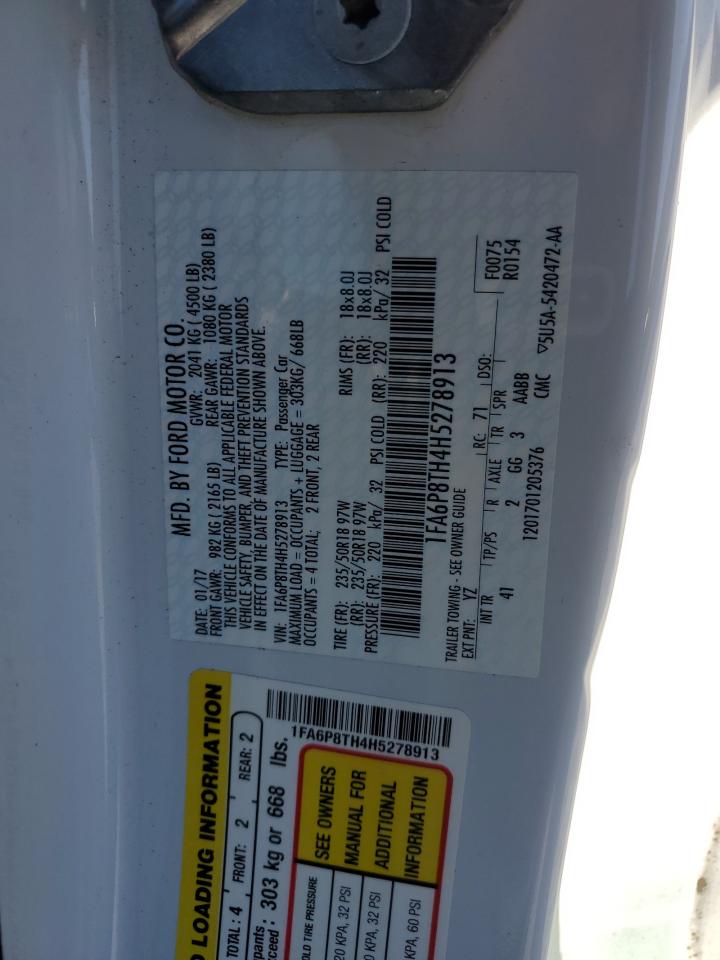 MFD. BY FORD MOTOR CO.
DATE: 01/17 GVWR: 2041 KG ( 4500 LB)
FRONT GAWR: 982 KG ( 2165 LB) REAR GAWR: 1080 KG ( 2380 LB)
THIS VEHICLE CONFORMS TO ALL APPLICABLE FEDERAL MOTOR
VEHICLE SAFETY, BUMPER, AND THEFT PREVENTION STANDARDS
IN EFFECT ON THE DATE OF MANUFACTURE SHOWN ABOVE.
VIN: 1FA6P8TH4H5278913 TYPE: Passenger Car
MAXIMUM LOAD = OCCUPANTS + LUGGAGE = 303KG/ 668LB
OCCUPANTS = 4 TOTAL; 2 FRONT, 2 REAR
TIRE (FR): 235/50R18 97W RIMS (FR): 18x8.0J
(RR): 235/50R18 97W (RR): 18x8.0J
PRESSURE (FR): 220 kPa/ 32 PSI COLD (RR): 220 kPa/ 32 PSI COLD
1FA6P8TH4H5278913
TRAILER TOWING - SEE OWNER GUIDE
EXT PNT: YZ RC: 71 DSO: F0075
INT TR TP/PS R AXLE TR SPR R0154
41 2 GG 3 AABB
1201701205376 CMC ▽5U5A-5420472-AA
LOADING INFORMATION
TOTAL : 4 FRONT: 2 REAR: 2
303 kg or 668 lbs.
1FA6P8TH4H5278913
OLD TIRE PRESSURE SEE OWNERS
20 KPA, 32 PSI MANUAL FOR
KPA, 32 PSI ADDITIONAL
KPA, 60 PSI INFORMATION